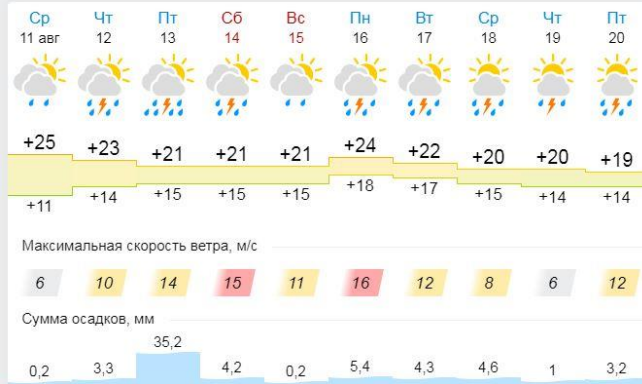 Ср Чт Пт Сб Вс Пн Вт Ср Чт Пт
11 авг 12 13 14 15 16 17 18 19 20
+25 +23 +21 +21 +21 +24 +22 +20 +20 +19
+11 +14 +15 +15 +15 +18 +17 +15 +14 +14
Максимальная скорость ветра, м/с
6 10 14 15 11 16 12 8 6 12
Сумма осадков, мм
0,2 3,3 35,2 4,2 0,2 5,4 4,3 4,6 1 3,2